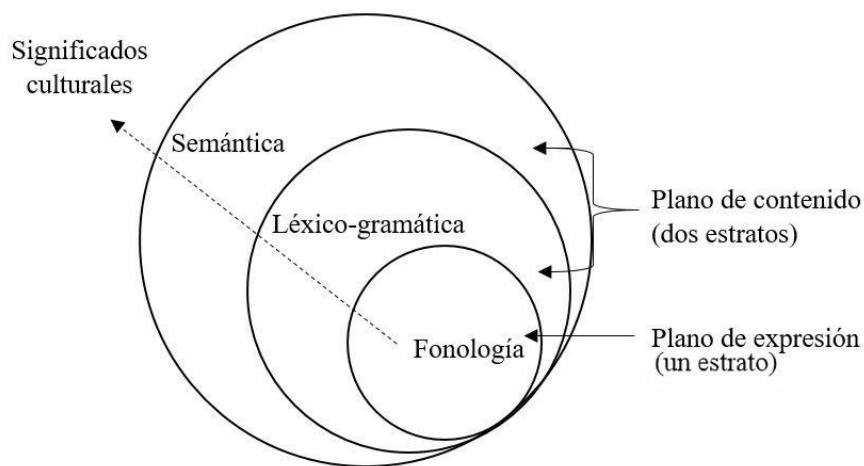 Significados
culturales
Semántica
Léxico-gramática
Fonología
Plano de contenido
(dos estratos)
Plano de expresión
(un estrato)